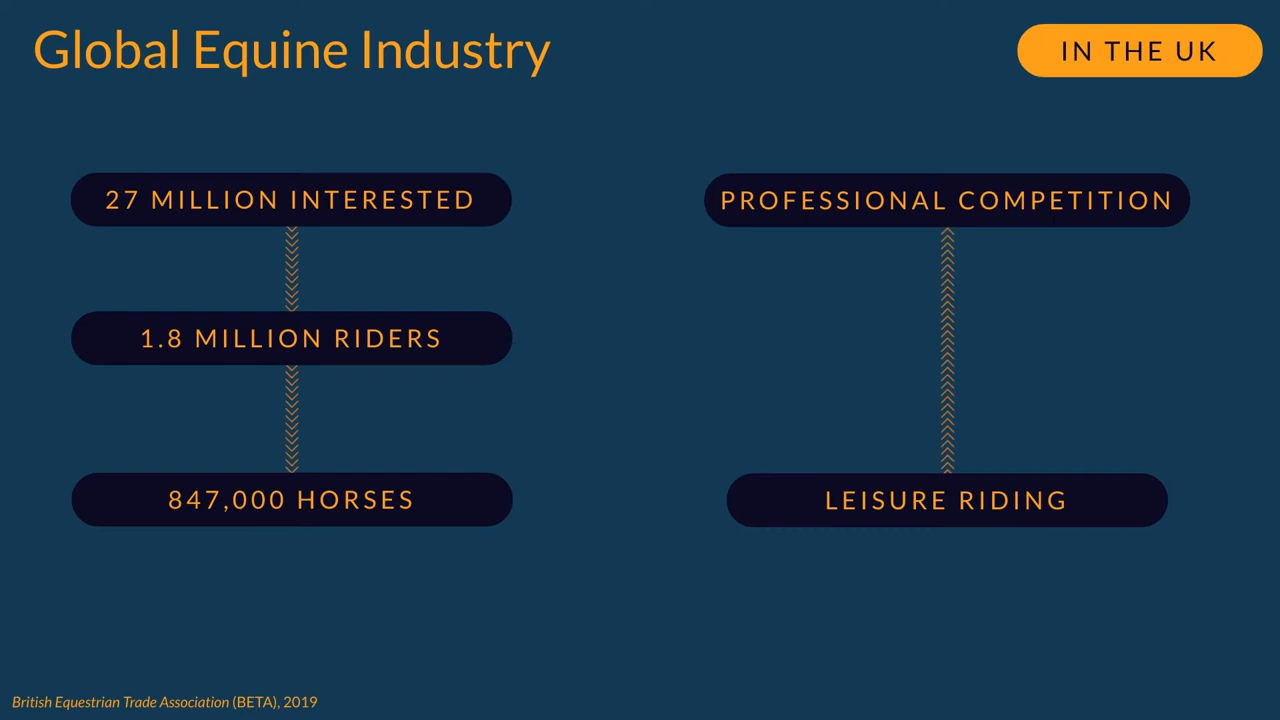 Global Equine Industry
IN THE UK
27 MILLION INTERESTED
1.8 MILLION RIDERS
847,000 HORSES
PROFESSIONAL COMPETITION
LEISURE RIDING
British Equestrian Trade Association (BETA), 2019